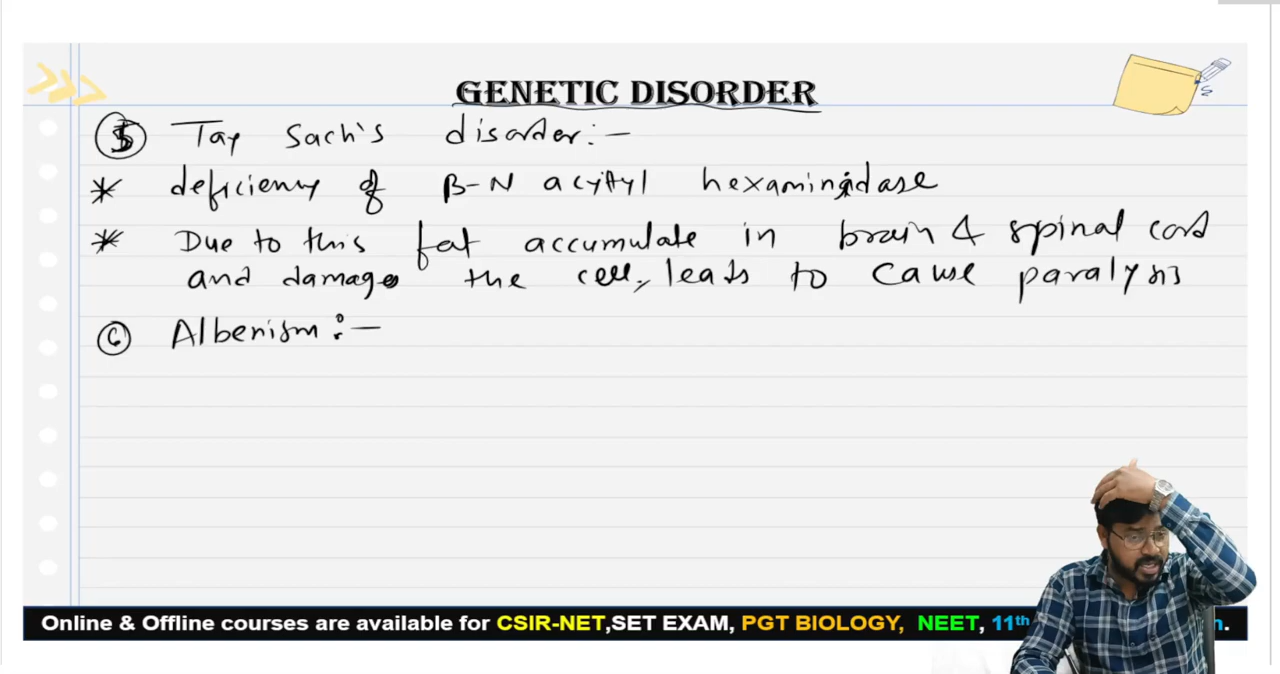 GENETIC DISORDER
⑤ Tay Sach's disorder:-
* deficieny of β-N acytyl hexaminidase
* Due to this fat accumulate in brain & spinal cord
and damage the cell, leads to cause paralysis
⑥ Albenism:-
Online & Offline courses are available for CSIR-NET,SET EXAM, PGT BIOLOGY, NEET, 11th